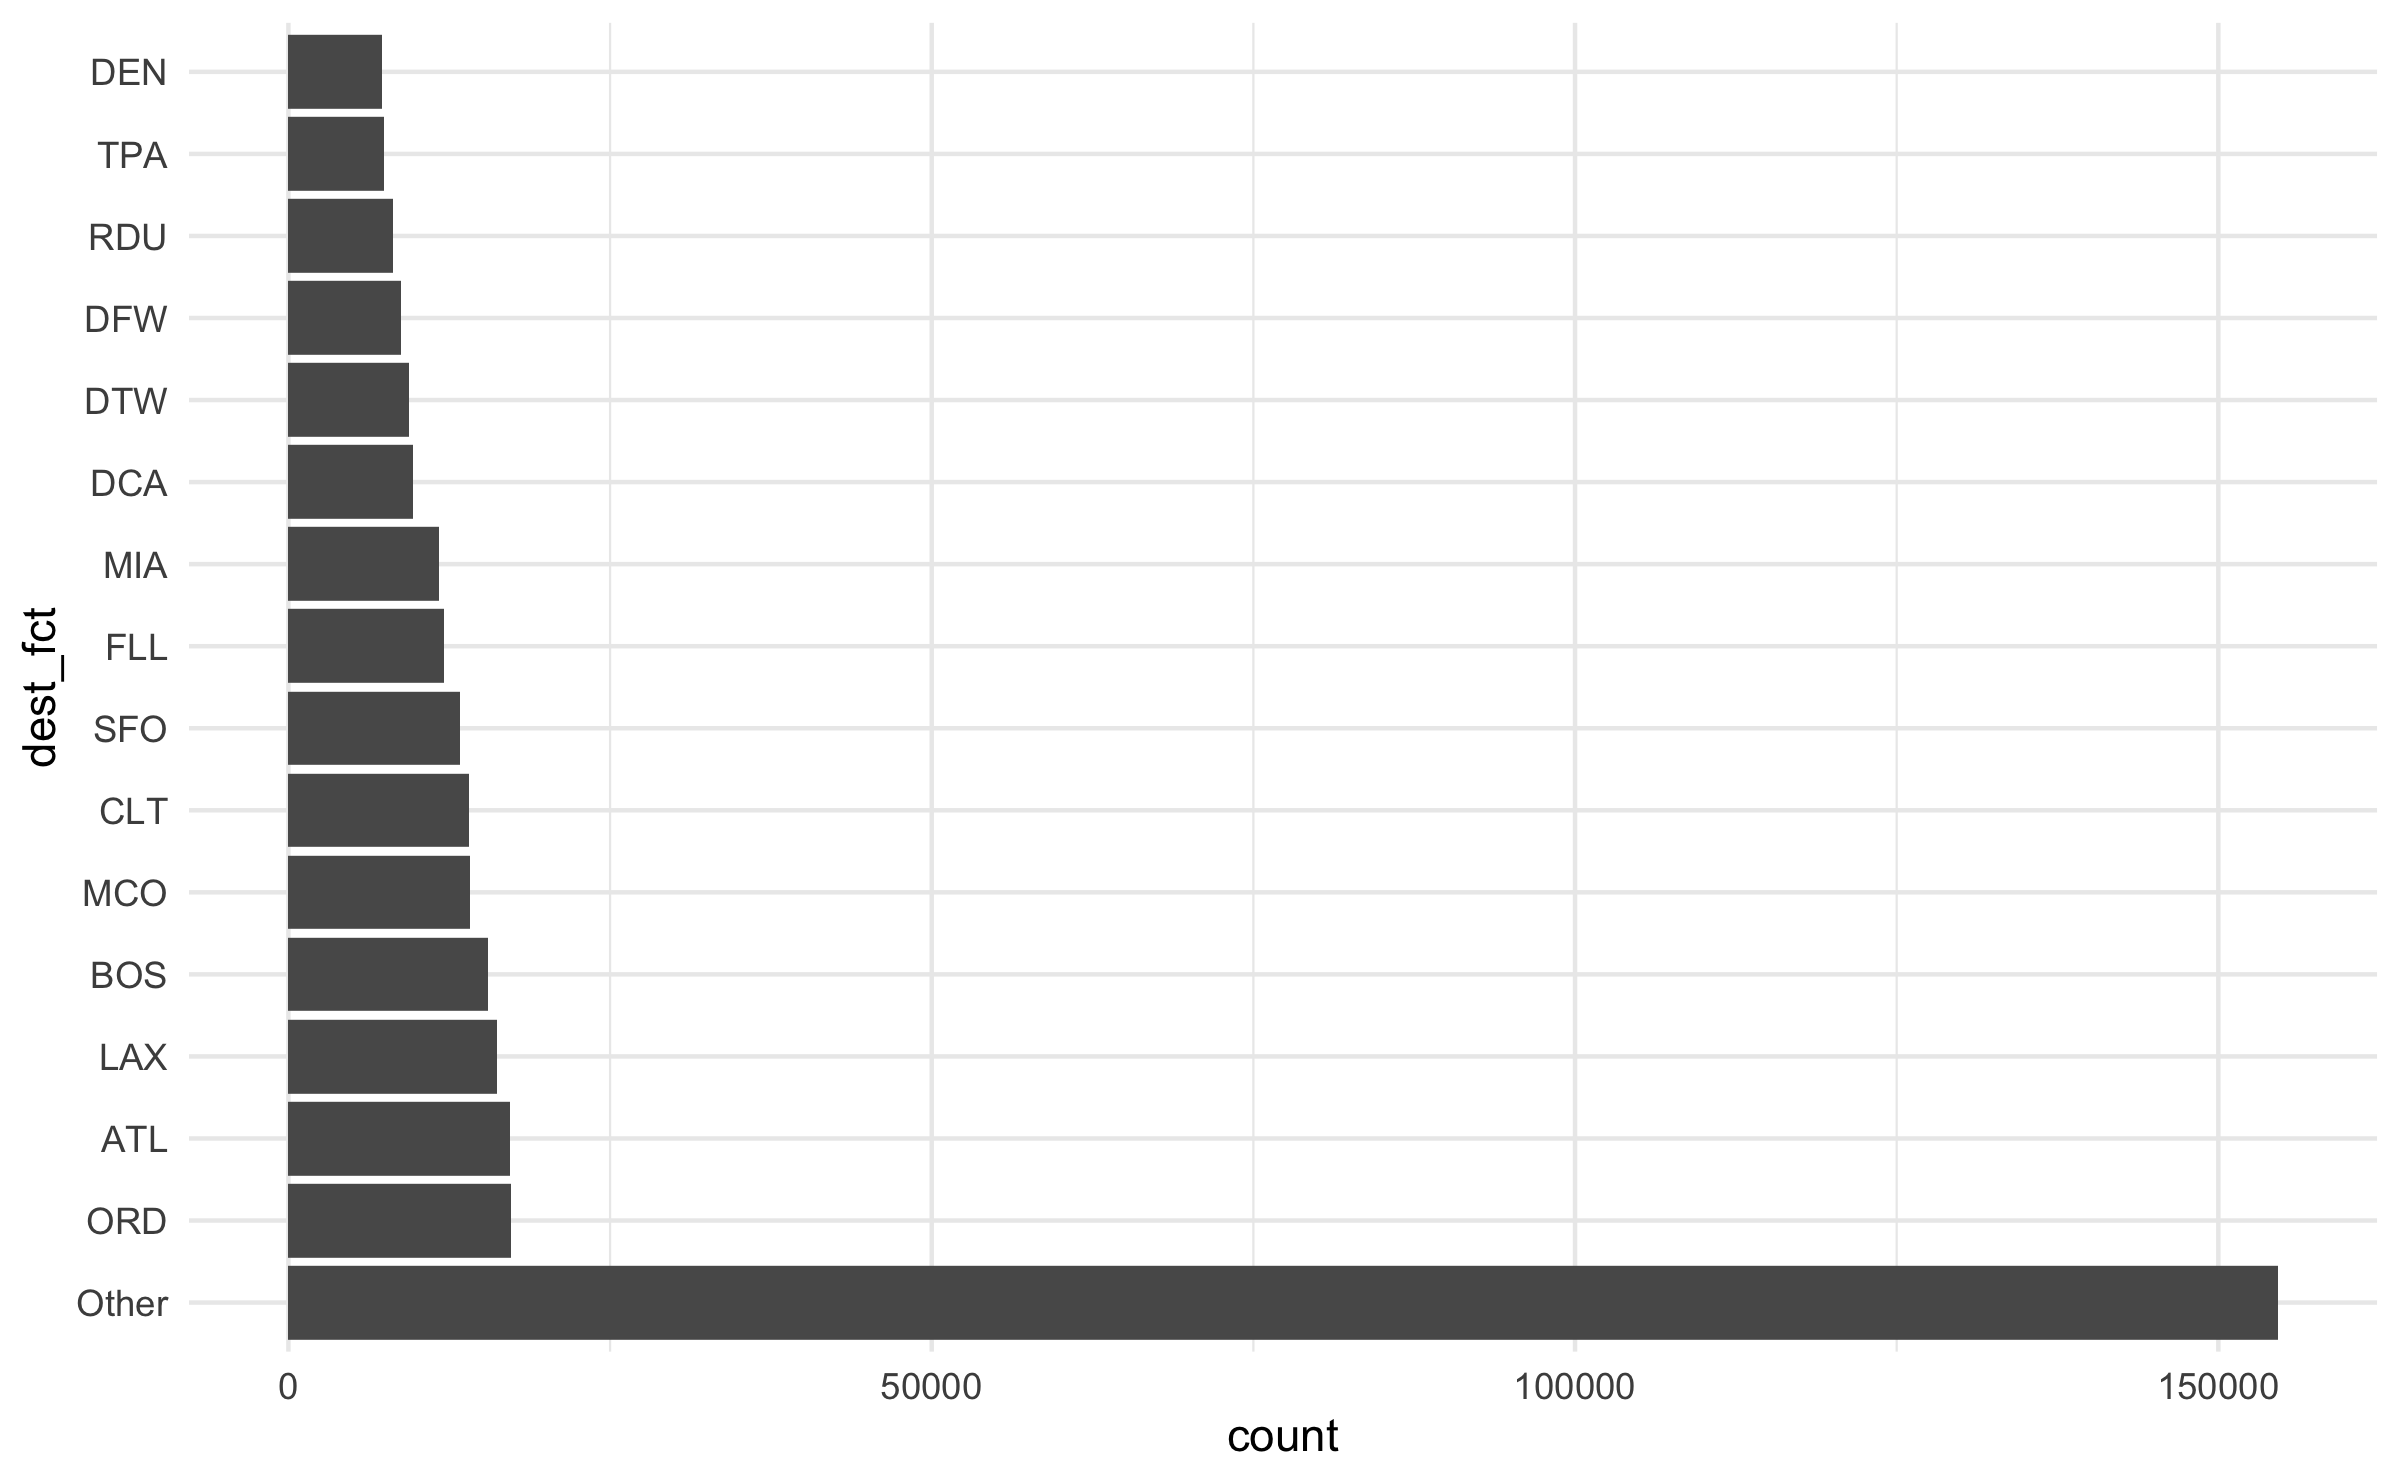 DEN
TPA
RDU
DFW
DTW
DCA
MIA
FLL
SFO
CLT
MCO
BOS
LAX
ATL
ORD
Other
dest_fct
0 50000 100000 150000
count